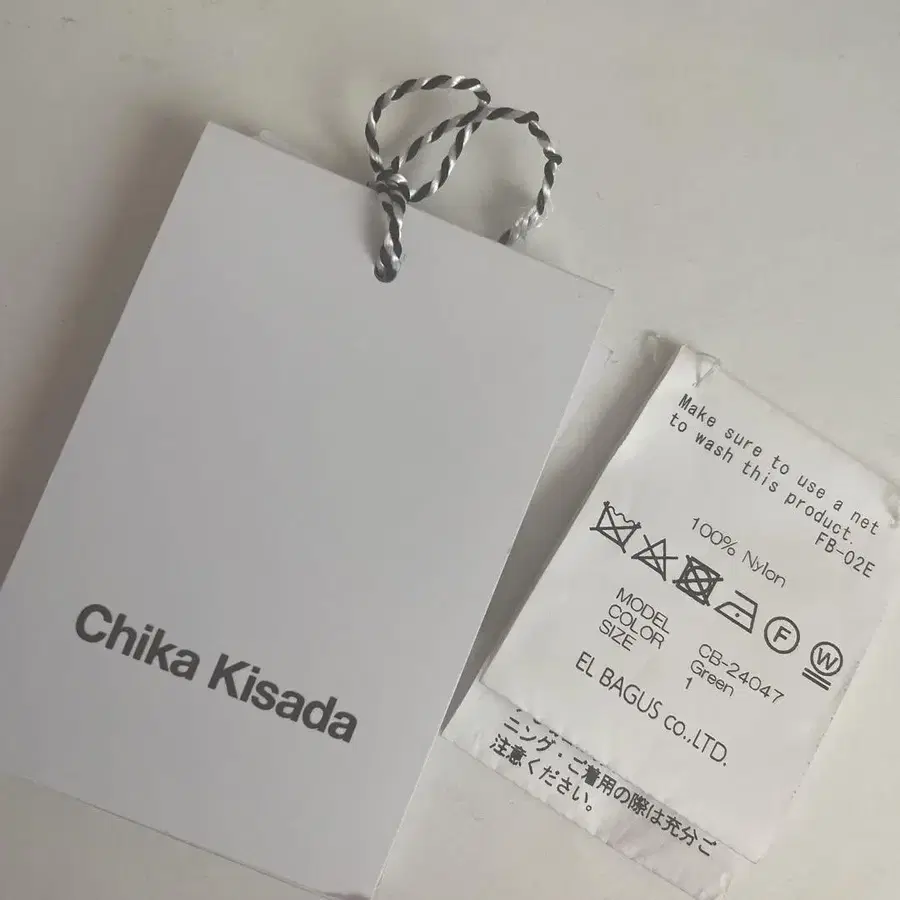 Chika Kisada
Make sure to use a net
to wash this product.
FB-02E
100% Nylon
F
W
MODEL CB-24047
COLOR Green
SIZE 1
EL BAGUS co.,LTD.
ニング・ご着用の際は充分ご
注意ください。